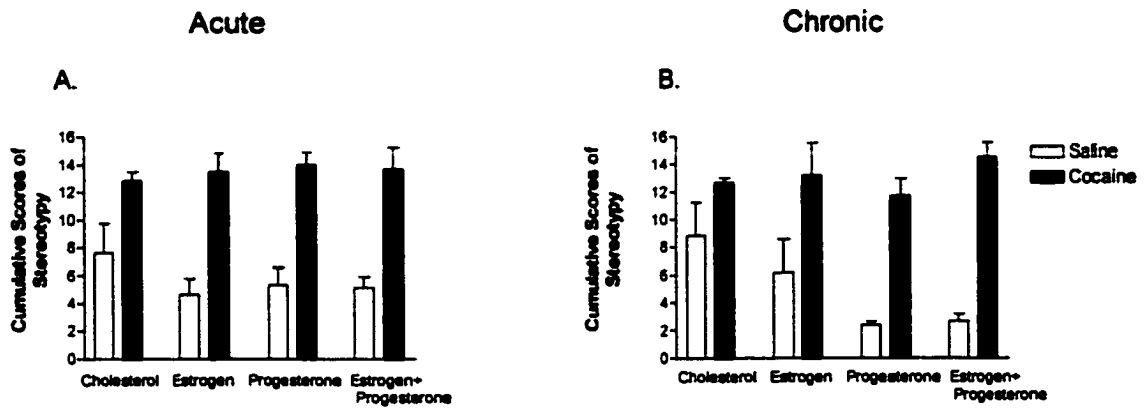 Acute
A.
Cumulative Scores of
Stereotypy
16
14
12
10
8
6
4
2
0
Cholesterol
Estrogen
Progesterone
Estrogen+
Progesterone
Chronic
B.
Cumulative Scores of
Stereotypy
16
14
12
10
8
6
4
2
0
Cholesterol
Estrogen
Progesterone
Estrogen+
Progesterone
Saline
Cocaine